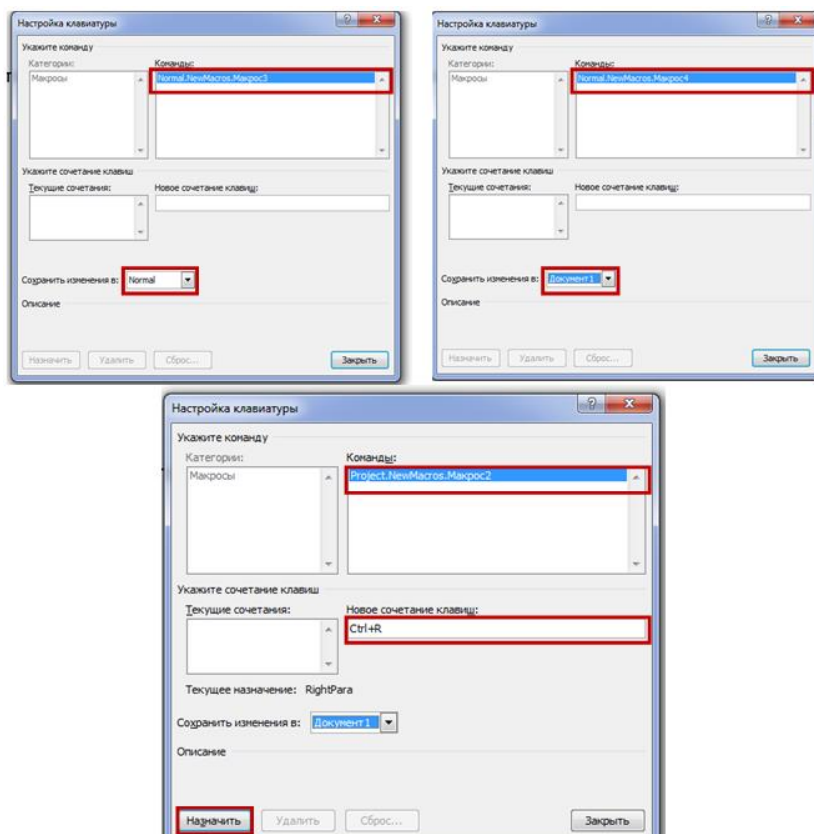 Настройка клавиатуры
Укажите команду
Категории: Команды:
Макросы Normal.NewMacros.Макрос3
Укажите сочетание клавиш
Текущие сочетания: Новое сочетание клавиш:
Сохранить изменения в: Normal
Описание
Назначить Удалить Сброс... Закрыть
Настройка клавиатуры
Укажите команду
Категории: Команды:
Макросы Normal.NewMacros.Макрос4
Укажите сочетание клавиш
Текущие сочетания: Новое сочетание клавиш:
Сохранить изменения в: Документ1
Описание
Назначить Удалить Сброс... Закрыть
Настройка клавиатуры
Укажите команду
Категории: Команды:
Макросы Project.NewMacros.Макрос2
Укажите сочетание клавиш
Текущие сочетания: Новое сочетание клавиш:
Ctrl+R
Текущее назначение: RightPara
Сохранить изменения в: Документ1
Описание
Назначить Удалить Сброс... Закрыть